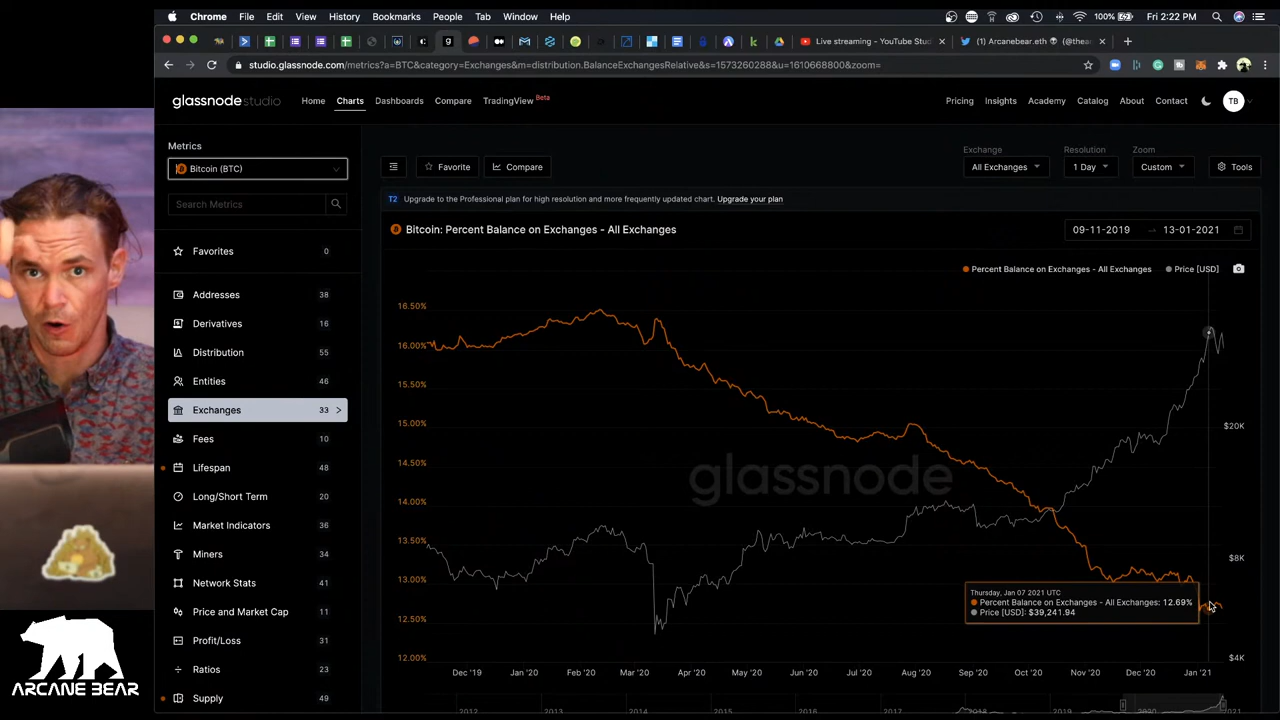 Chrome File Edit View History Bookmarks People Tab Window Help
100% Fri 2:22 PM
Live streaming - YouTube Stu
Arcanebear.eth
studio.glassnode.com/metrics?a=BTC&category=Exchanges&m=distribution.BalanceExchangesRelative&s=1573260288&u=1610668800&zoom=
glassnode studio
Home Charts Dashboards Compare TradingView Beta
Pricing Insights Academy Catalog About Contact TB
Metrics
Bitcoin (BTC)
Search Metrics
Favorites 0
Addresses 38
Derivatives 16
Distribution 55
Entities 46
Exchanges 33
Fees 10
Lifespan 48
Long/Short Term 20
Market Indicators 36
Miners 34
Network Stats 41
Price and Market Cap 11
Profit/Loss 31
Ratios 23
Supply 49
Favorite Compare
Exchange Resolution Zoom
All Exchanges 1 Day Custom Tools
T2 Upgrade to the Professional plan for high resolution and more frequently updated chart. Upgrade your plan
Bitcoin: Percent Balance on Exchanges - All Exchanges
09-11-2019 → 13-01-2021
Percent Balance on Exchanges - All Exchanges Price [USD]
16.50%
16.00%
15.50%
15.00%
14.50%
14.00%
13.50%
13.00%
12.50%
12.00%
$20K
$8K
$4K
glassnode
Thursday, Jan 07 2021 UTC
Percent Balance on Exchanges - All Exchanges: 12.69%
Price [USD]: $39,241.94
Dec '19 Jan '20 Feb '20 Mar '20 Apr '20 May '20 Jun '20 Jul '20 Aug '20 Sep '20 Oct '20 Nov '20 Dec '20 Jan '21
2012 2013 2014 2015 2016 2017 2018 2019 2020 2021
ARCANE BEAR